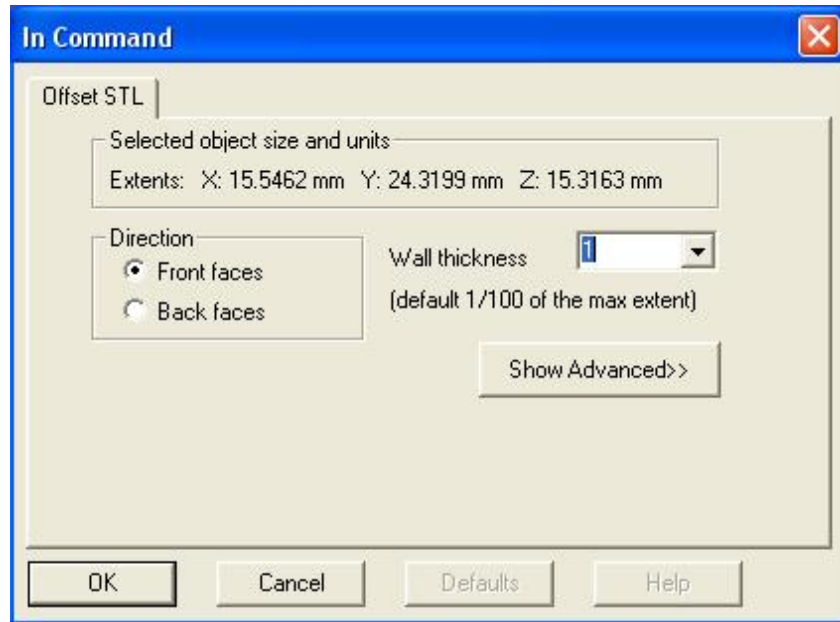 In Command
Offset STL
Selected object size and units
Extents: X: 15.5462 mm Y: 24.3199 mm Z: 15.3163 mm
Direction
Front faces
Back faces
Wall thickness 1
(default 1/100 of the max extent)
Show Advanced>>
OK Cancel Defaults Help